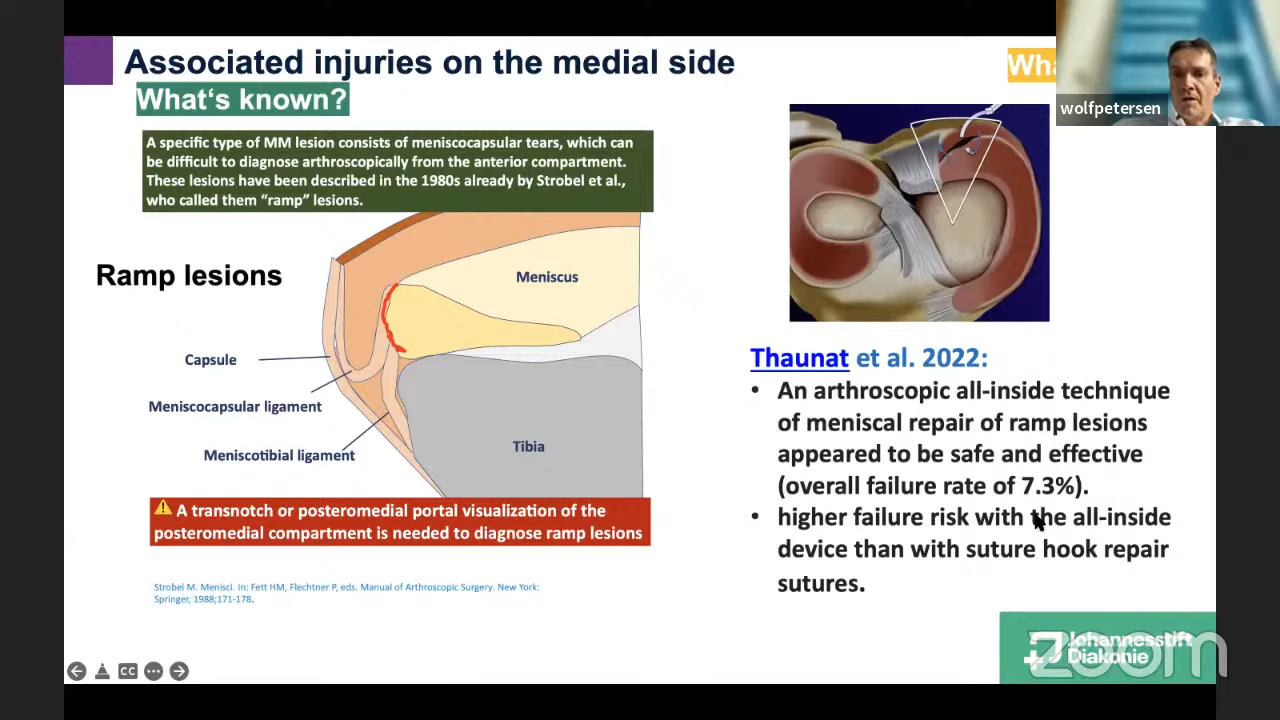 Associated injuries on the medial side
What's known?
wolfpetersen
A specific type of MM lesion consists of meniscocapsular tears, which can
be difficult to diagnose arthroscopically from the anterior compartment.
These lesions have been described in the 1980s already by Strobel et al.,
who called them “ramp” lesions.
Ramp lesions
Meniscus
Capsule
Meniscocapsular ligament
Meniscotibial ligament
Tibia
A transnotch or posteromedial portal visualization of the
posteromedial compartment is needed to diagnose ramp lesions
Strobel M. Menisci. In: Fett HM, Flechtner P, eds. Manual of Arthroscopic Surgery. New York:
Springer, 1988;171-178.
Thaunat et al. 2022:
• An arthroscopic all-inside technique
of meniscal repair of ramp lesions
appeared to be safe and effective
(overall failure rate of 7.3%).
• higher failure risk with the all-inside
device than with suture hook repair
sutures.
Johannesstift
Diakonie
zoom
CC